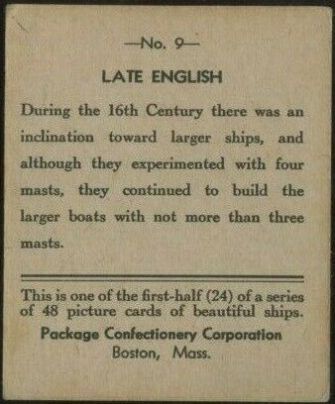 —No. 9—
LATE ENGLISH
During the 16th Century there was an
inclination toward larger ships, and
although they experimented with four
masts, they continued to build the
larger boats with not more than three
masts.
This is one of the first-half (24) of a series
of 48 picture cards of beautiful ships.
Package Confectionery Corporation
Boston, Mass.